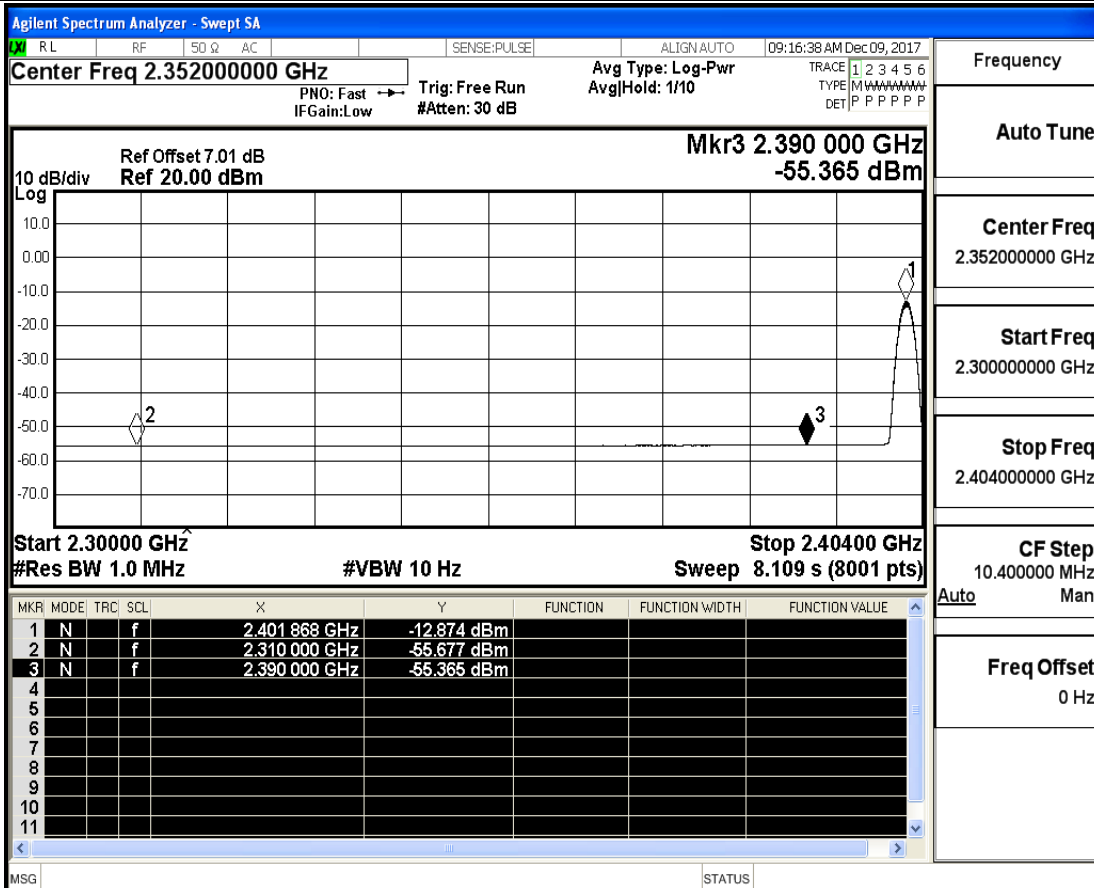 Agilent Spectrum Analyzer - Swept SA
LXI RL RF 50 Ω AC SENSE:PULSE ALIGN AUTO 09:16:38 AM Dec 09, 2017
Center Freq 2.352000000 GHz
PNO: Fast
IFGain:Low
Trig: Free Run
#Atten: 30 dB
Avg Type: Log-Pwr
Avg|Hold: 1/10
TRACE 1 2 3 4 5 6
TYPE M WWWWW
DET P P P P P P
Ref Offset 7.01 dB
10 dB/div Ref 20.00 dBm
Log
Mkr3 2.390 000 GHz
-55.365 dBm
10.0
0.00
-10.0
-20.0
-30.0
-40.0
-50.0
-60.0
-70.0
1
2
3
Start 2.30000 GHz Stop 2.40400 GHz
#Res BW 1.0 MHz #VBW 10 Hz Sweep 8.109 s (8001 pts)
MKR MODE TRC SCL X Y FUNCTION FUNCTION WIDTH FUNCTION VALUE
1 N f 2.401 868 GHz -12.874 dBm
2 N f 2.310 000 GHz -55.677 dBm
3 N f 2.390 000 GHz -55.365 dBm
4
5
6
7
8
9
10
11
MSG STATUS
Frequency
Auto Tune
Center Freq
2.352000000 GHz
Start Freq
2.300000000 GHz
Stop Freq
2.404000000 GHz
CF Step
10.400000 MHz
Auto Man
Freq Offset
0 Hz